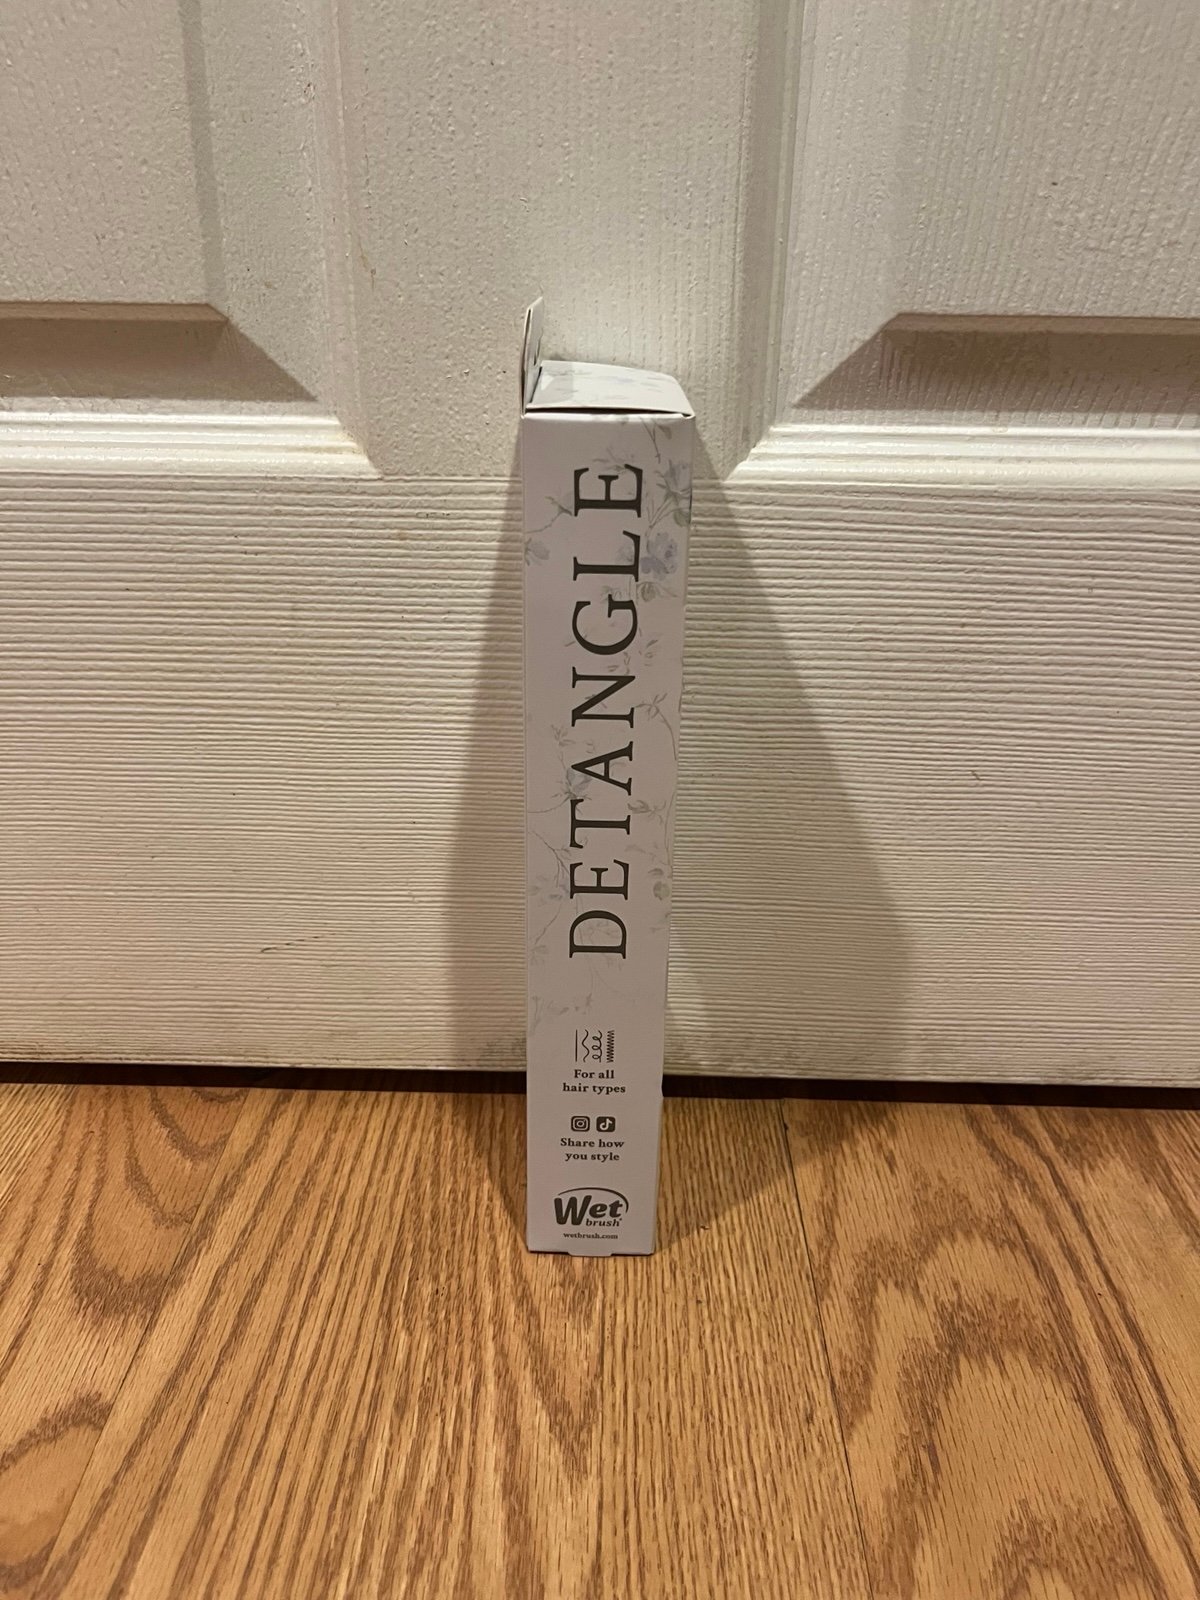 DETANGLE
For all
hair types
Share how
you style
Wet
brush®
wetbrush.com